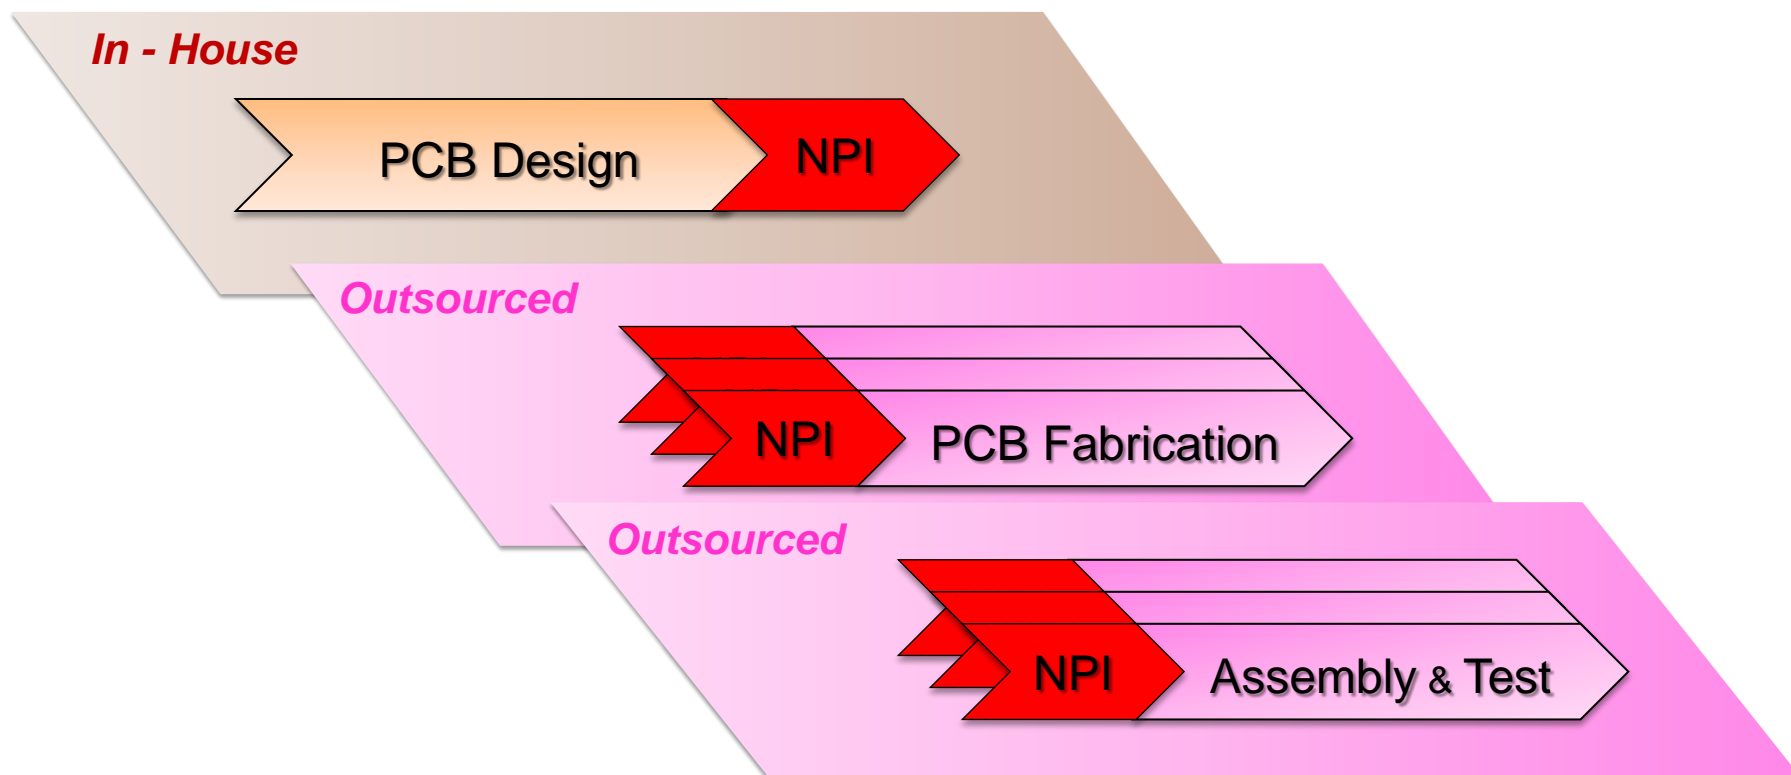 In - House
PCB Design
NPI
Outsourced
NPI
PCB Fabrication
Outsourced
NPI
Assembly & Test